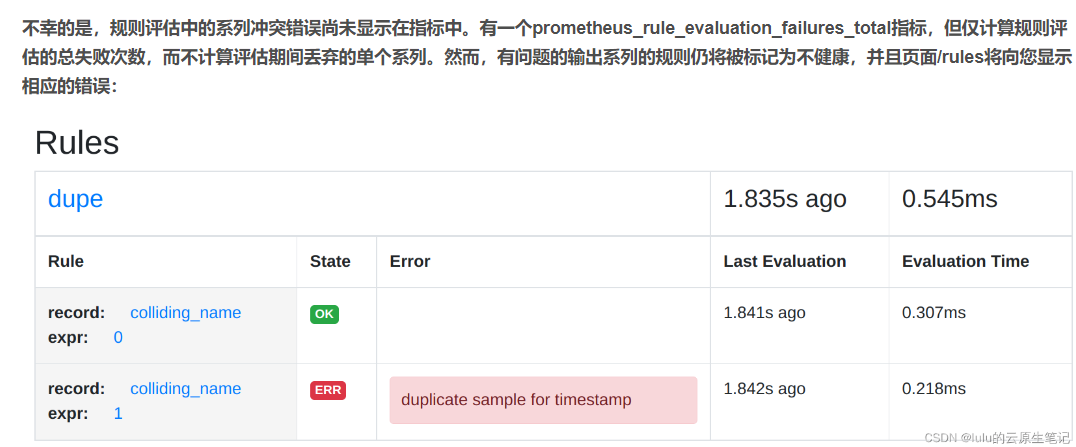 不幸的是，规则评估中的系列冲突错误尚未显示在指标中。有一个prometheus_rule_evaluation_failures_total指标，但仅计算规则评
估的总失败次数，而不计算评估期间丢弃的单个系列。然而，有问题的输出系列的规则仍将被标记为不健康，并且页面/rules将向您显示
相应的错误：
Rules
dupe 1.835s ago 0.545ms
Rule State Error Last Evaluation Evaluation Time
record: colliding_name OK 1.841s ago 0.307ms
expr: 0
record: colliding_name ERR duplicate sample for timestamp 1.842s ago 0.218ms
expr: 1
CSDN @lulu的云原生笔记